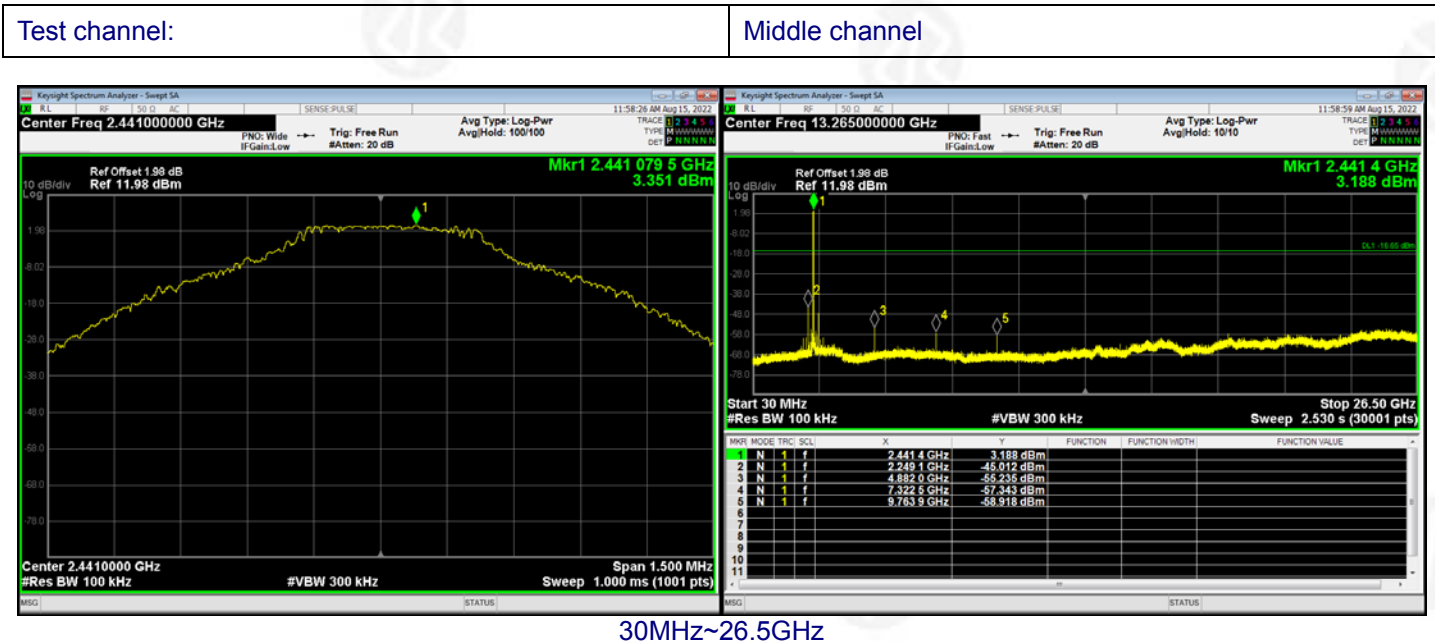 Test channel: Middle channel
Keysight Spectrum Analyzer - Swept SA
RL RF 50 Ω AC SENSE:PULSE 11:58:26 AM Aug 15, 2022
Center Freq 2.441000000 GHz
PNO: Wide
IFGain:Low
Trig: Free Run
#Atten: 20 dB
Avg Type: Log-Pwr
Avg|Hold: 100/100
TRACE 1 2 3 4 5 6
TYPE M WWWWW
DET P N N N N N
Mkr1 2.441 079 5 GHz
3.351 dBm
Ref Offset 1.98 dB
10 dB/div Ref 11.98 dBm
Log
1
1.98
-8.02
-18.0
-28.0
-38.0
-48.0
-58.0
-68.0
-78.0
Center 2.4410000 GHz Span 1.500 MHz
#Res BW 100 kHz #VBW 300 kHz Sweep 1.000 ms (1001 pts)
MSG STATUS
Keysight Spectrum Analyzer - Swept SA
RL RF 50 Ω AC SENSE:PULSE 11:58:59 AM Aug 15, 2022
Center Freq 13.265000000 GHz
PNO: Fast
IFGain:Low
Trig: Free Run
#Atten: 20 dB
Avg Type: Log-Pwr
Avg|Hold: 10/10
TRACE 1 2 3 4 5 6
TYPE M WWWWW
DET P N N N N N
Mkr1 2.441 4 GHz
3.188 dBm
Ref Offset 1.98 dB
10 dB/div Ref 11.98 dBm
Log
1
1.98
-8.02
DL1 -16.65 dBm
-18.0
-28.0
2
-38.0
3 4 5
-48.0
-58.0
-68.0
-78.0
Start 30 MHz Stop 26.50 GHz
#Res BW 100 kHz #VBW 300 kHz Sweep 2.530 s (30001 pts)
MKR MODE TRC SCL X Y FUNCTION FUNCTION WIDTH FUNCTION VALUE
1 N 1 f 2.441 4 GHz 3.188 dBm
2 N 1 f 2.249 1 GHz -45.012 dBm
3 N 1 f 4.882 0 GHz -55.235 dBm
4 N 1 f 7.322 5 GHz -57.343 dBm
5 N 1 f 9.763 9 GHz -58.918 dBm
6
7
8
9
10
11
MSG STATUS
30MHz~26.5GHz